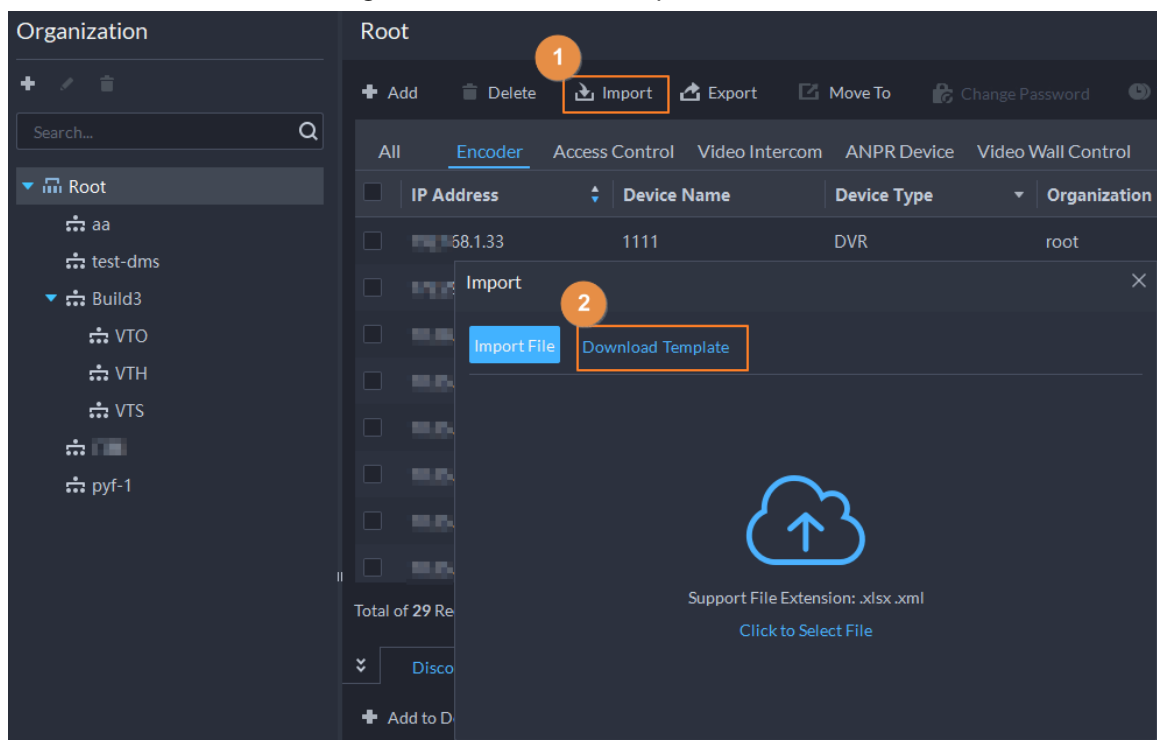 Organization
Search...
Root
aa
test-dms
Build3
VTO
VTH
VTS
pyf-1
Root
1
Add Delete Import Export Move To Change Password
All Encoder Access Control Video Intercom ANPR Device Video Wall Control
IP Address Device Name Device Type Organization
68.1.33 1111 DVR root
Import
2
Import File Download Template
Support File Extension: .xlsx .xml
Click to Select File
Total of 29 Re
Disco
Add to D